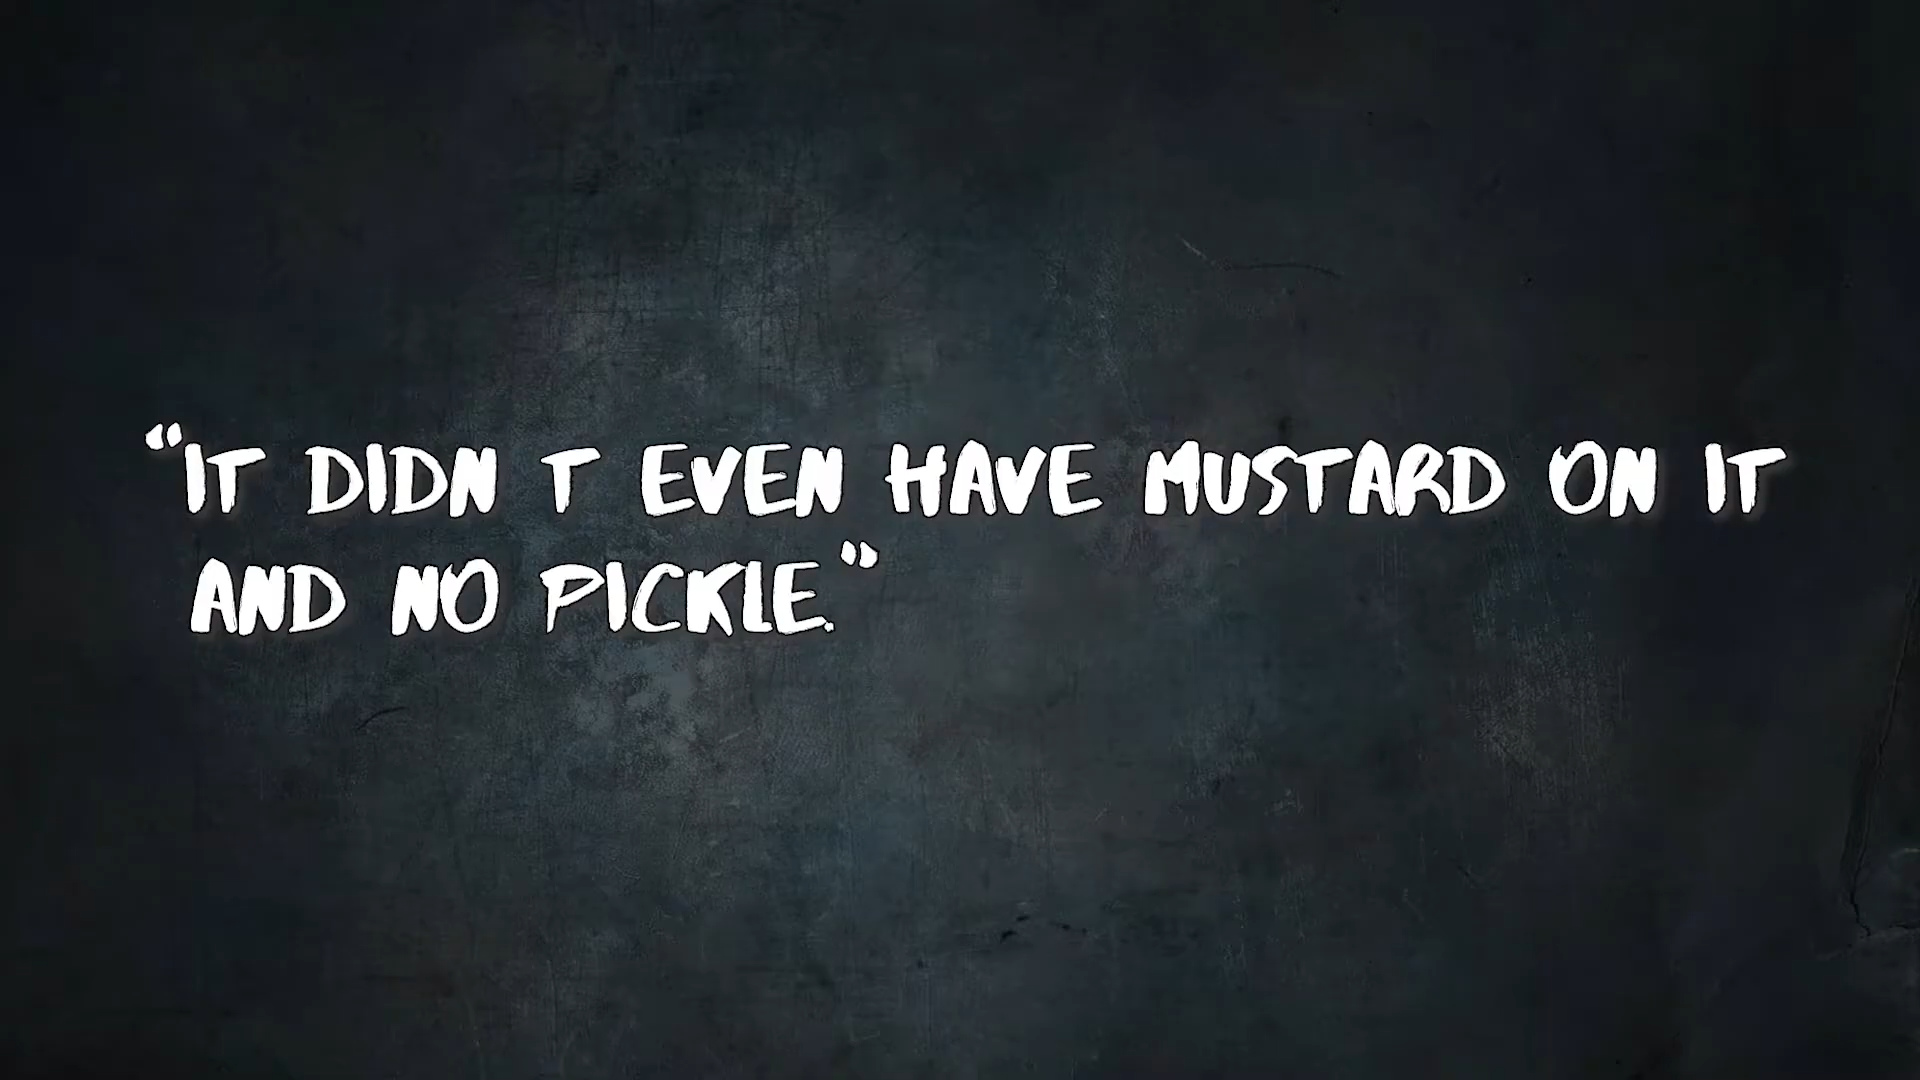 “IT DIDN T EVEN HAVE MUSTARD ON IT
AND NO PICKLE.”